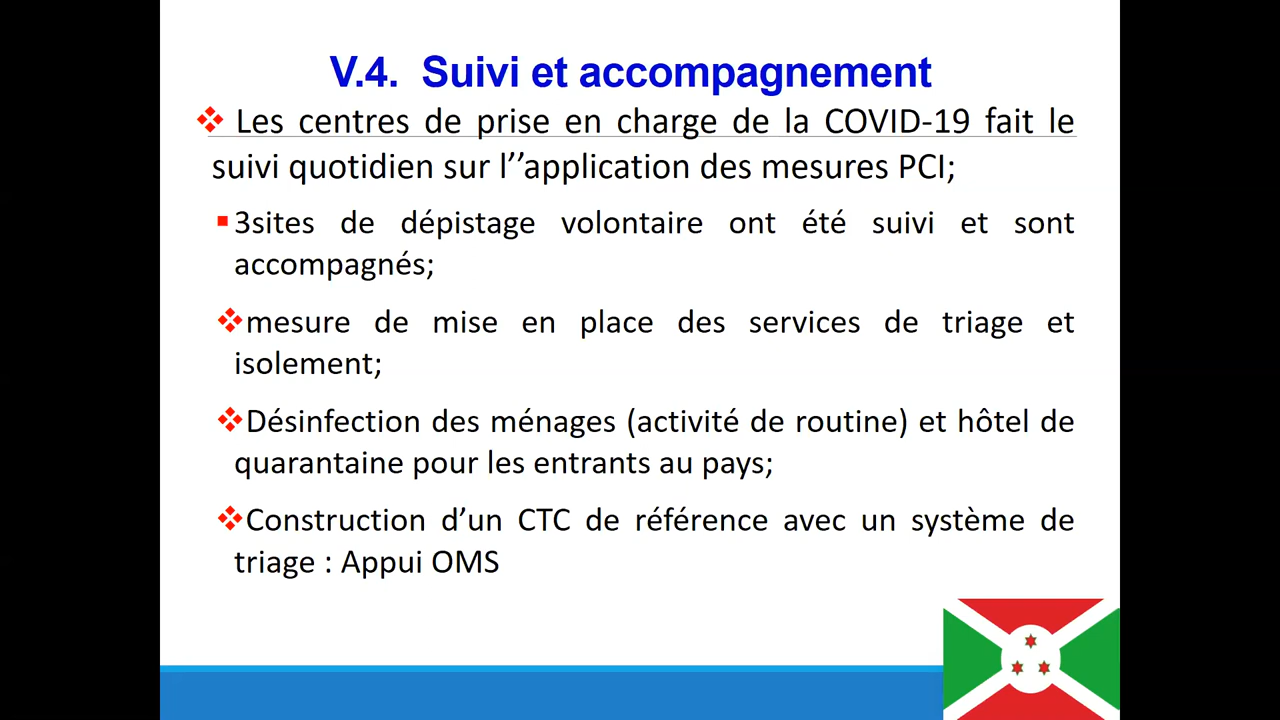 V.4. Suivi et accompagnement
❖ Les centres de prise en charge de la COVID-19 fait le
suivi quotidien sur l’’application des mesures PCI;
▪ 3sites de dépistage volontaire ont été suivi et sont
accompagnés;
❖mesure de mise en place des services de triage et
isolement;
❖Désinfection des ménages (activité de routine) et hôtel de
quarantaine pour les entrants au pays;
❖Construction d’un CTC de référence avec un système de
triage : Appui OMS